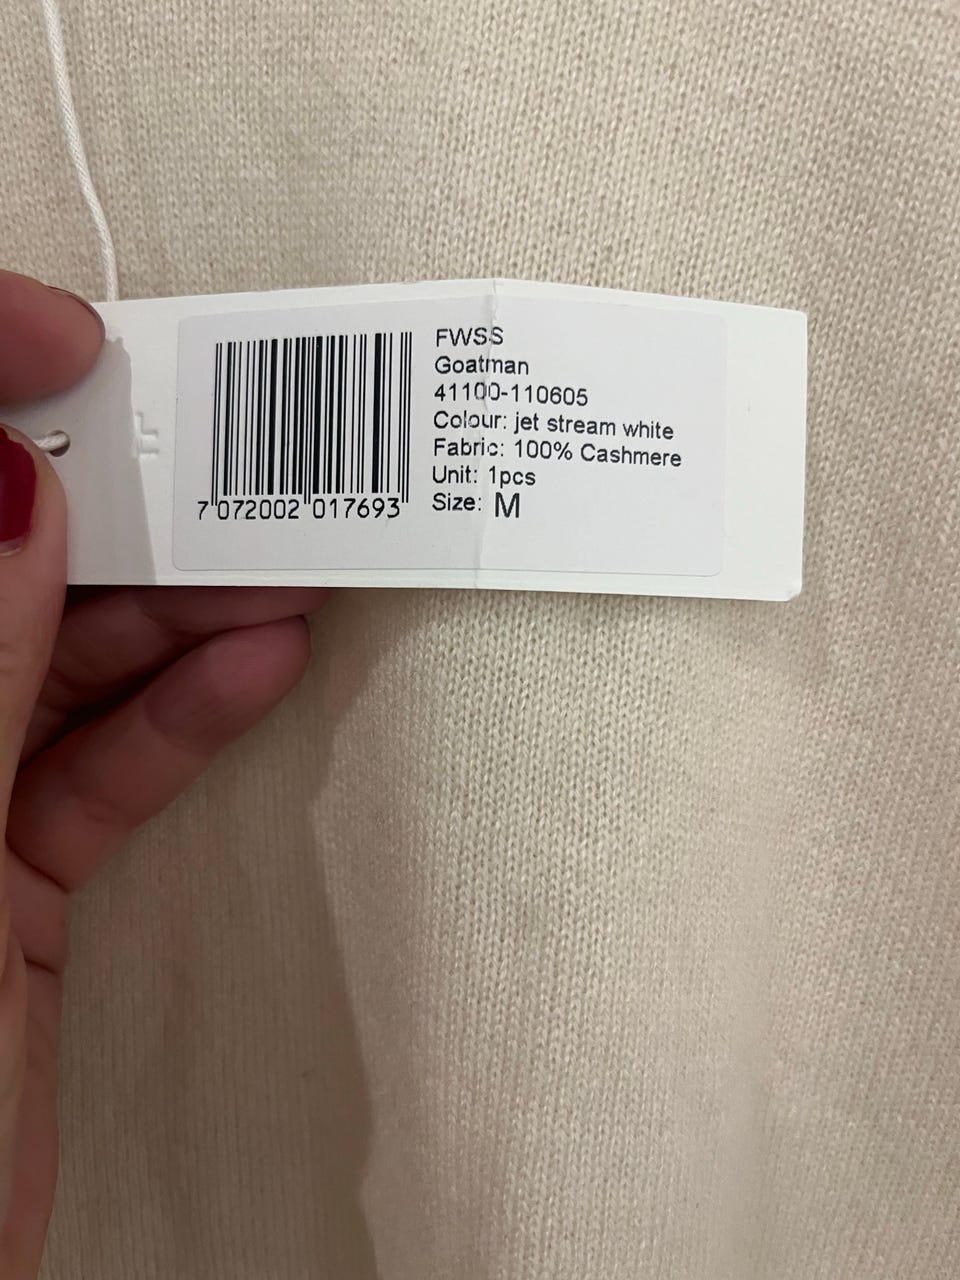 FWSS
Goatman
41100-110605
Colour: jet stream white
Fabric: 100% Cashmere
Unit: 1pcs
Size: M
7 072002 017693